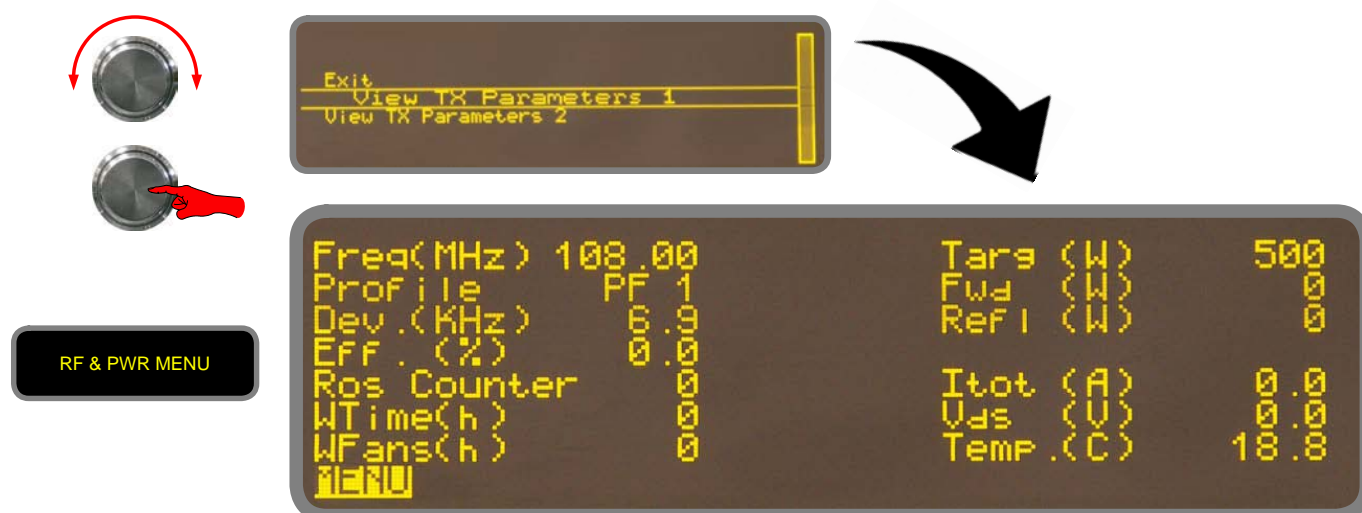 Exit
View TX Parameters 1
View TX Parameters 2
RF & PWR MENU
Freq(MHz) 108.00 Targ (W) 500
Profile PF 1 Fwd (W) 0
Dev.(KHz) 6.9 Refl (W) 0
Eff. (%) 0.0
Ros Counter 0 Itot (A) 0.0
WTime(h) 0 Vds (V) 0.0
WFans(h) 0 Temp.(C) 18.8
MENU